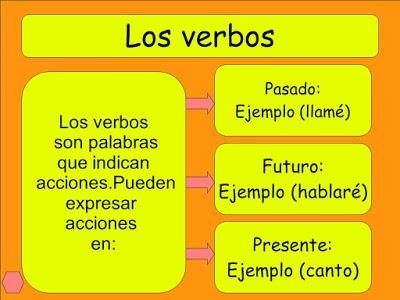 Los verbos
Los verbos
son palabras
que indican
acciones.Pueden
expresar
acciones
en:
Pasado:
Ejemplo (llamé)
Futuro:
Ejemplo (hablaré)
Presente:
Ejemplo (canto)